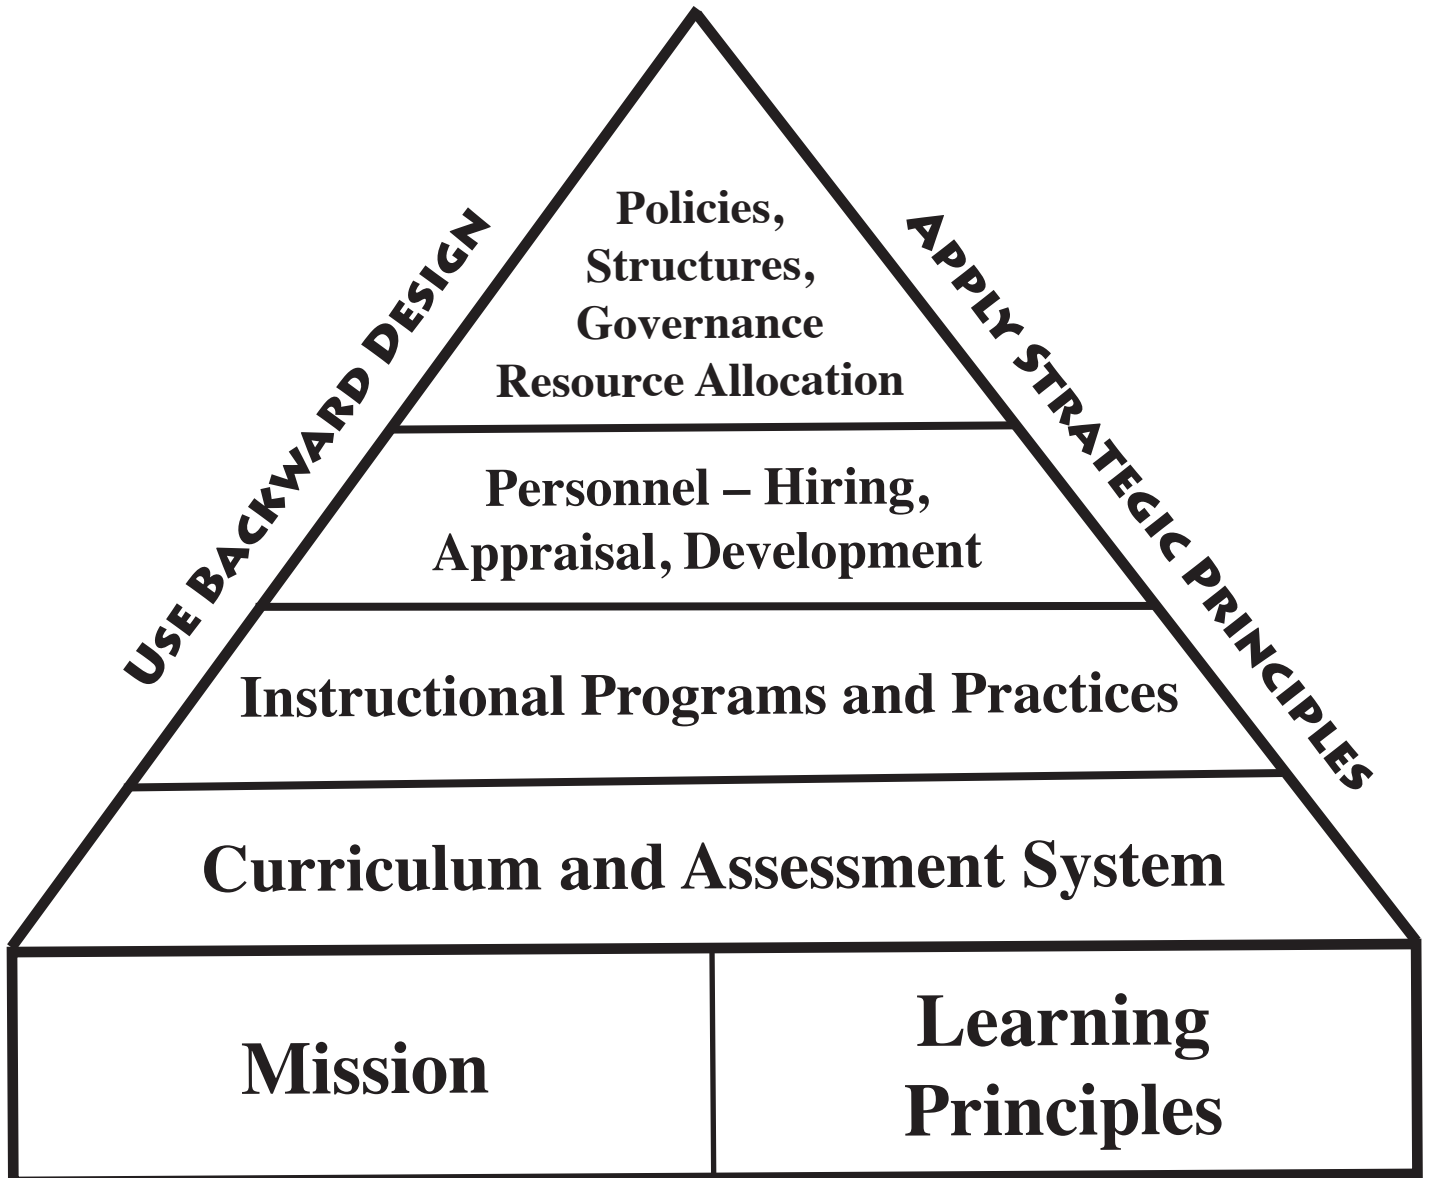 Policies,
Structures,
Governance
Resource Allocation
USE BACKWARD DESIGN
APPLY STRATEGIC PRINCIPLES
Personnel – Hiring,
Appraisal, Development
Instructional Programs and Practices
Curriculum and Assessment System
Mission
Learning
Principles